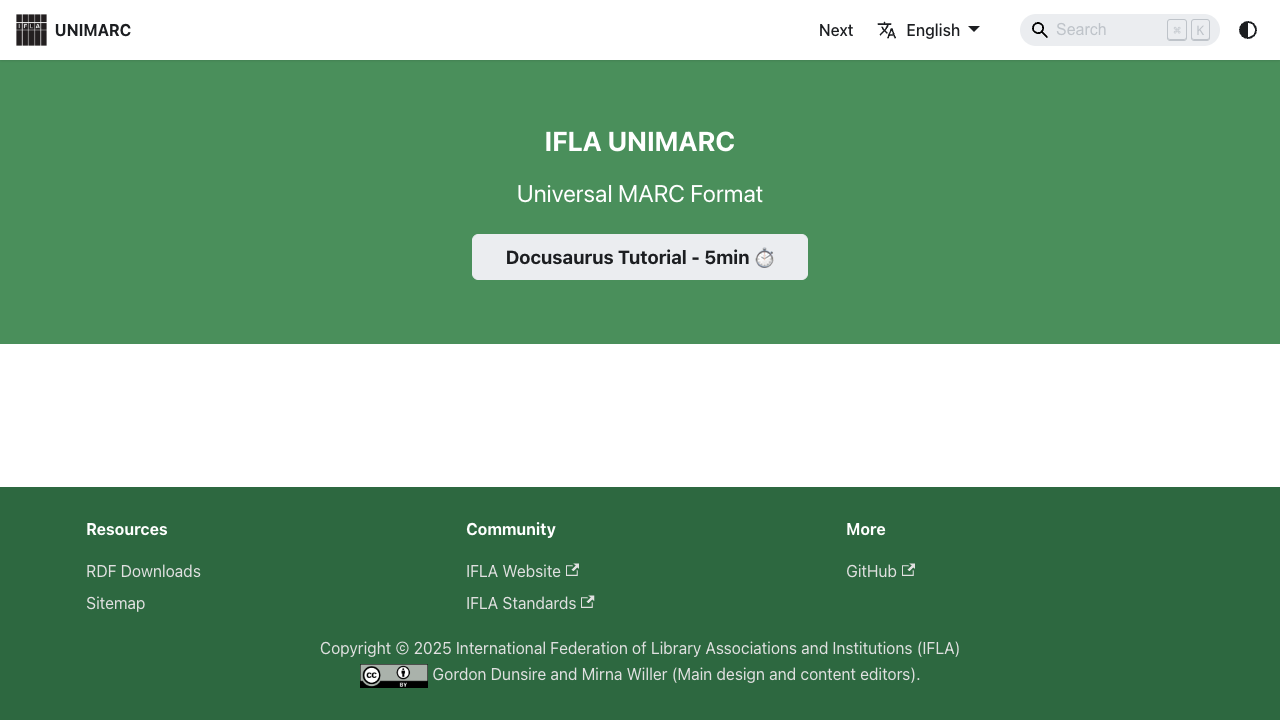 IFLA
UNIMARC
Next
English
Search
⌘ K
IFLA UNIMARC
Universal MARC Format
Docusaurus Tutorial - 5min ⏱️
Resources
RDF Downloads
Sitemap
Community
IFLA Website
IFLA Standards
More
GitHub
Copyright © 2025 International Federation of Library Associations and Institutions (IFLA)
cc BY Gordon Dunsire and Mirna Willer (Main design and content editors).